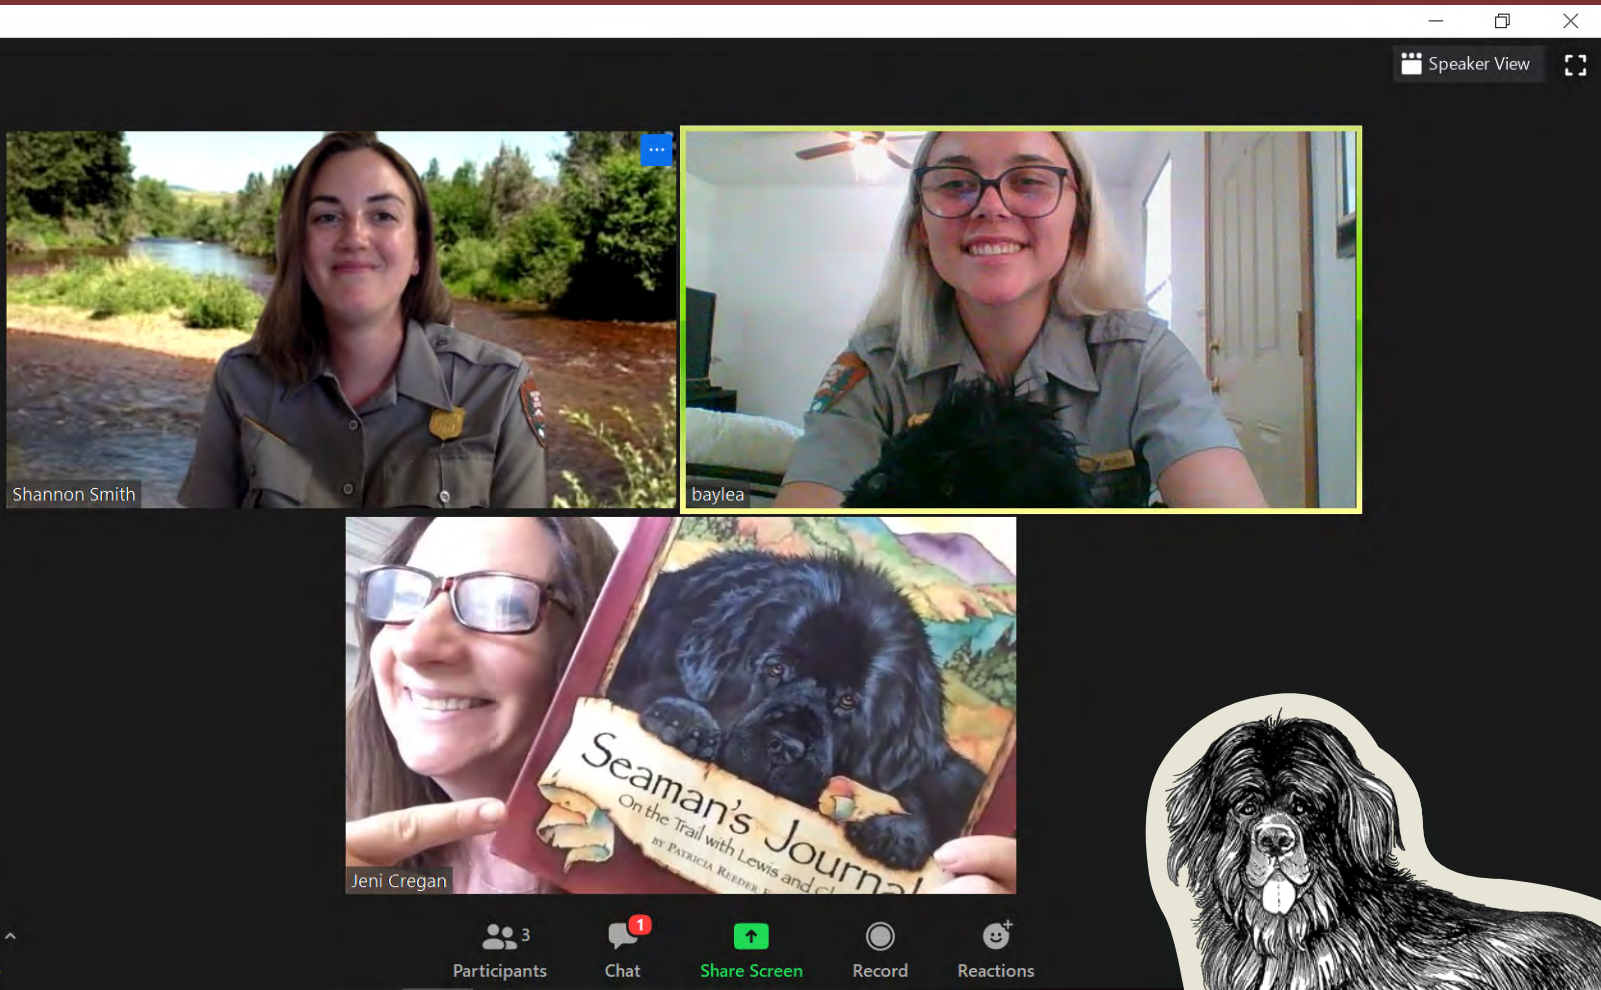 Speaker View
Shannon Smith
baylea
Seaman's Journal
On the Trail with Lewis and Cl
BY PATRICIA REEDER
Jeni Cregan
3
1
Participants
Chat
Share Screen
Record
Reactions